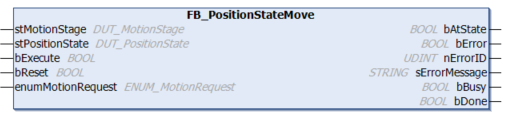 FB_PositionStateMove
stMotionStage DUT_MotionStage BOOL bAtState
stPositionState DUT_PositionState BOOL bError
bExecute BOOL UDINT nErrorID
bReset BOOL STRING sErrorMessage
enumMotionRequest ENUM_MotionRequest BOOL bBusy
BOOL bDone